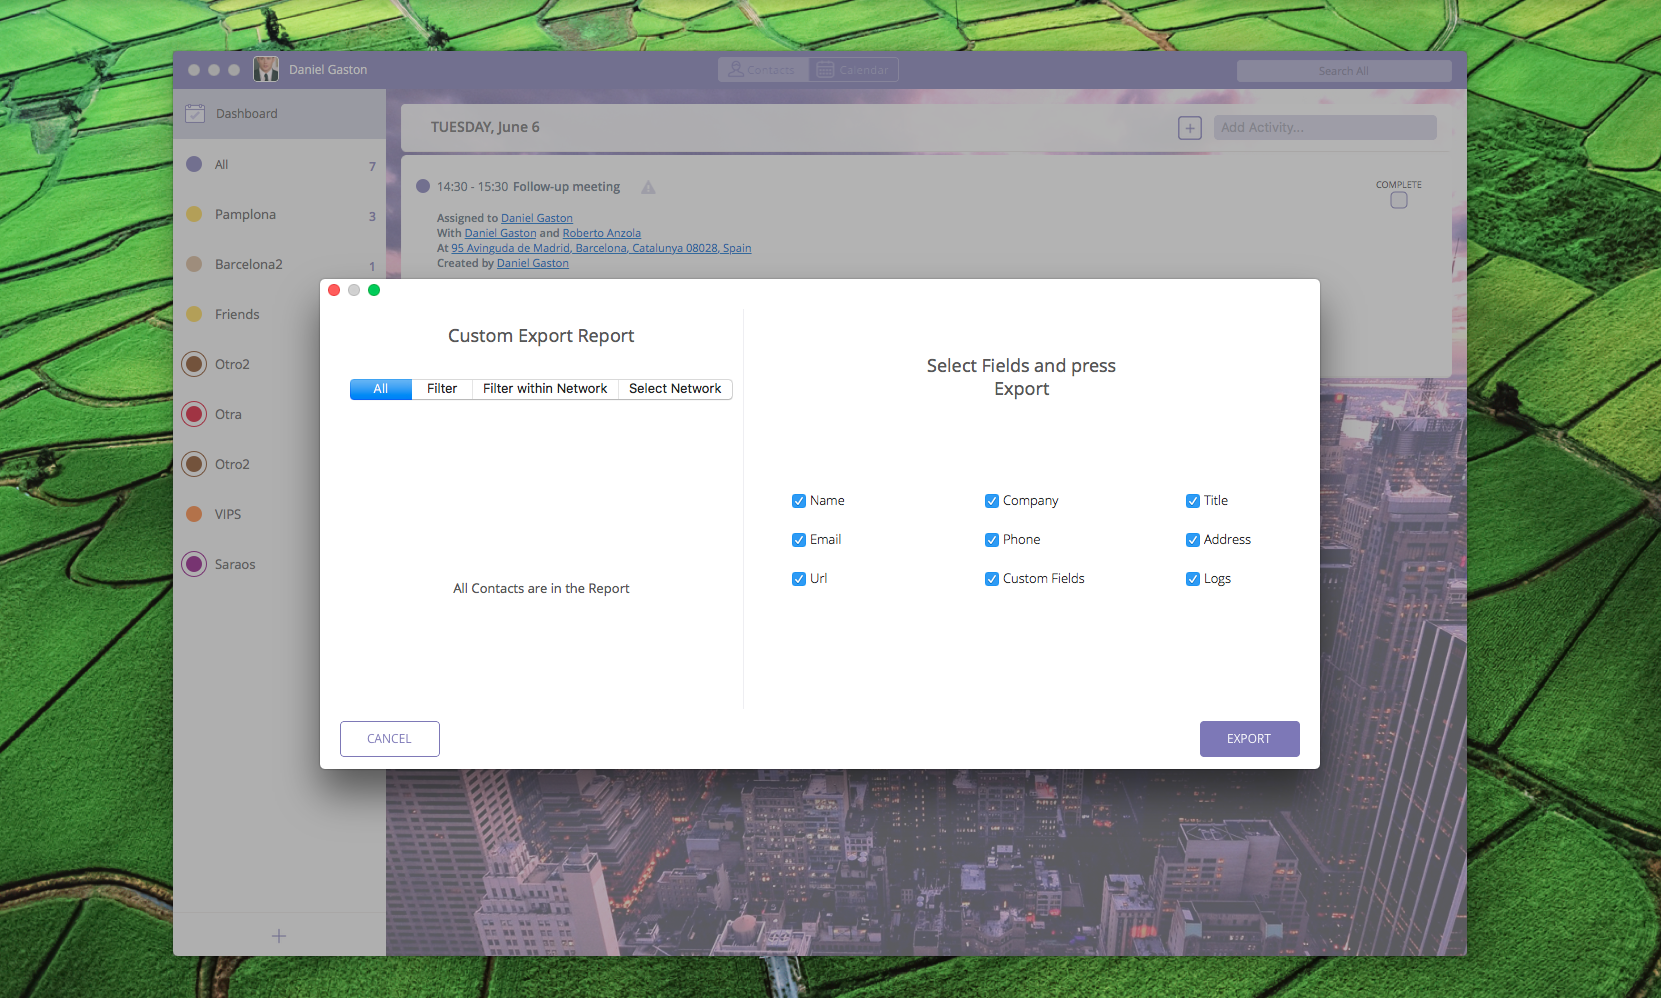 Daniel Gaston
Contacts
Calendar
Search All
Dashboard
TUESDAY, June 6
Add Activity...
All
7
Pamplona
3
Barcelona2
1
Friends
Otro2
Otra
Otro2
VIPS
Saraos
14:30 - 15:30 Follow-up meeting
COMPLETE
Assigned to Daniel Gaston
With Daniel Gaston and Roberto Anzola
At 95 Avinguda de Madrid, Barcelona, Catalunya 08028, Spain
Created by Daniel Gaston
Custom Export Report
All
Filter
Filter within Network
Select Network
All Contacts are in the Report
Select Fields and press
Export
Name
Company
Title
Email
Phone
Address
Url
Custom Fields
Logs
CANCEL
EXPORT